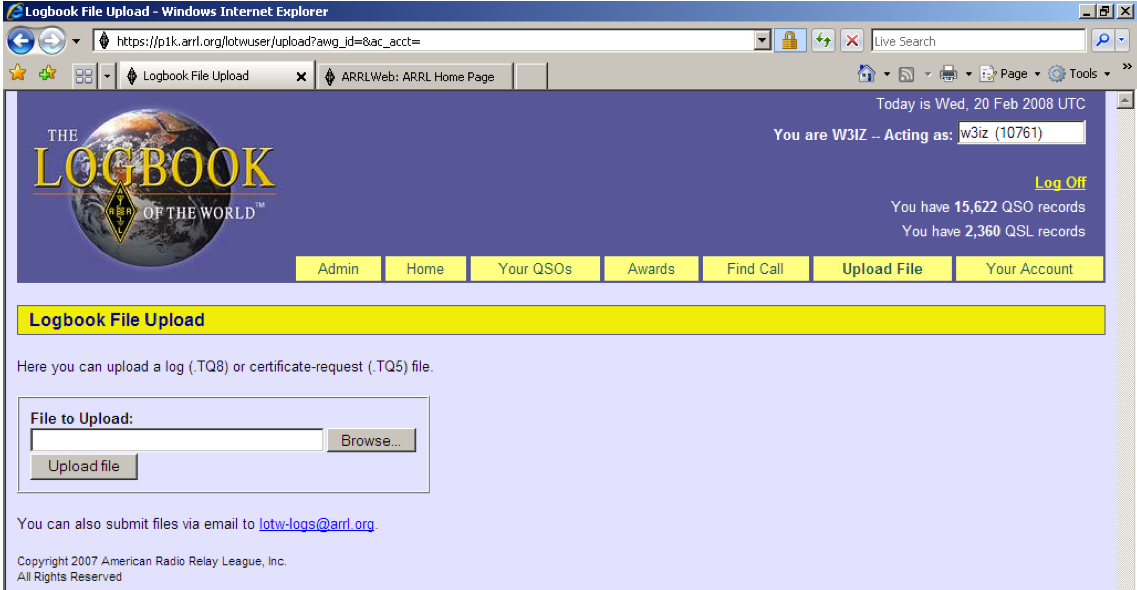 Logbook File Upload - Windows Internet Explorer
https://p1k.arrl.org/lotwuser/upload?awg_id=&ac_acct=
Live Search
Logbook File Upload
ARRLWeb: ARRL Home Page
Page
Tools
»
Today is Wed, 20 Feb 2008 UTC
You are W3IZ -- Acting as: w3iz (10761)
THE
LOGBOOK
OF THE WORLD™
Log Off
You have 15,622 QSO records
You have 2,360 QSL records
Admin Home Your QSOs Awards Find Call Upload File Your Account
Logbook File Upload
Here you can upload a log (.TQ8) or certificate-request (.TQ5) file.
File to Upload:
Browse...
Upload file
You can also submit files via email to lotw-logs@arrl.org.
Copyright 2007 American Radio Relay League, Inc.
All Rights Reserved